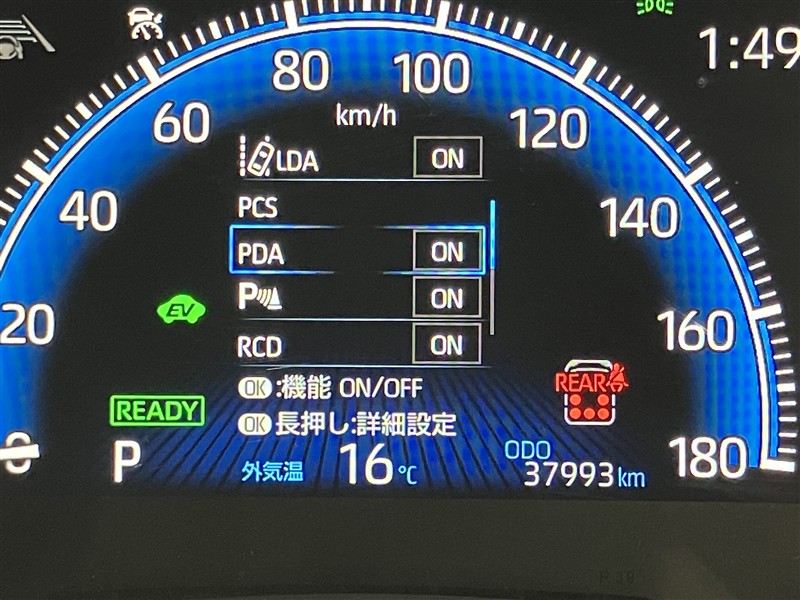 1:49
80 100
km/h
60 120
LDA ON
40 PCS 140
PDA ON
EV P ON
20 RCD ON 160
OK:機能 ON/OFF REAR
READY OK長押し:詳細設定
P 外気温 16℃ ODO 180
37993km